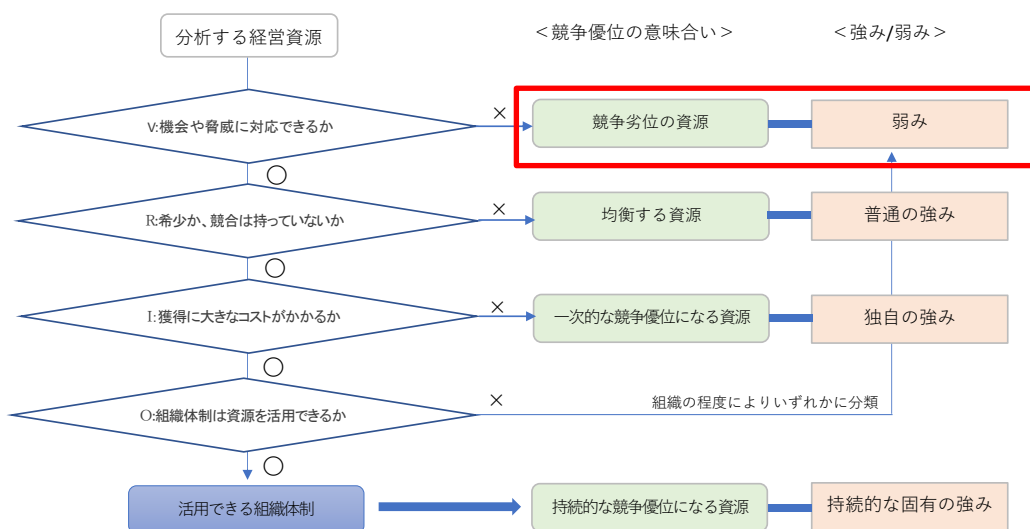 分析する経営資源
＜競争優位の意味合い＞
＜強み/弱み＞
V:機会や脅威に対応できるか
×
競争劣位の資源
弱み
○
R:希少か、競合は持っていないか
×
均衡する資源
普通の強み
○
I:獲得に大きなコストがかかるか
×
一次的な競争優位になる資源
独自の強み
○
O:組織体制は資源を活用できるか
×
組織の程度によりいずれかに分類
○
活用できる組織体制
持続的な競争優位になる資源
持続的な固有の強み